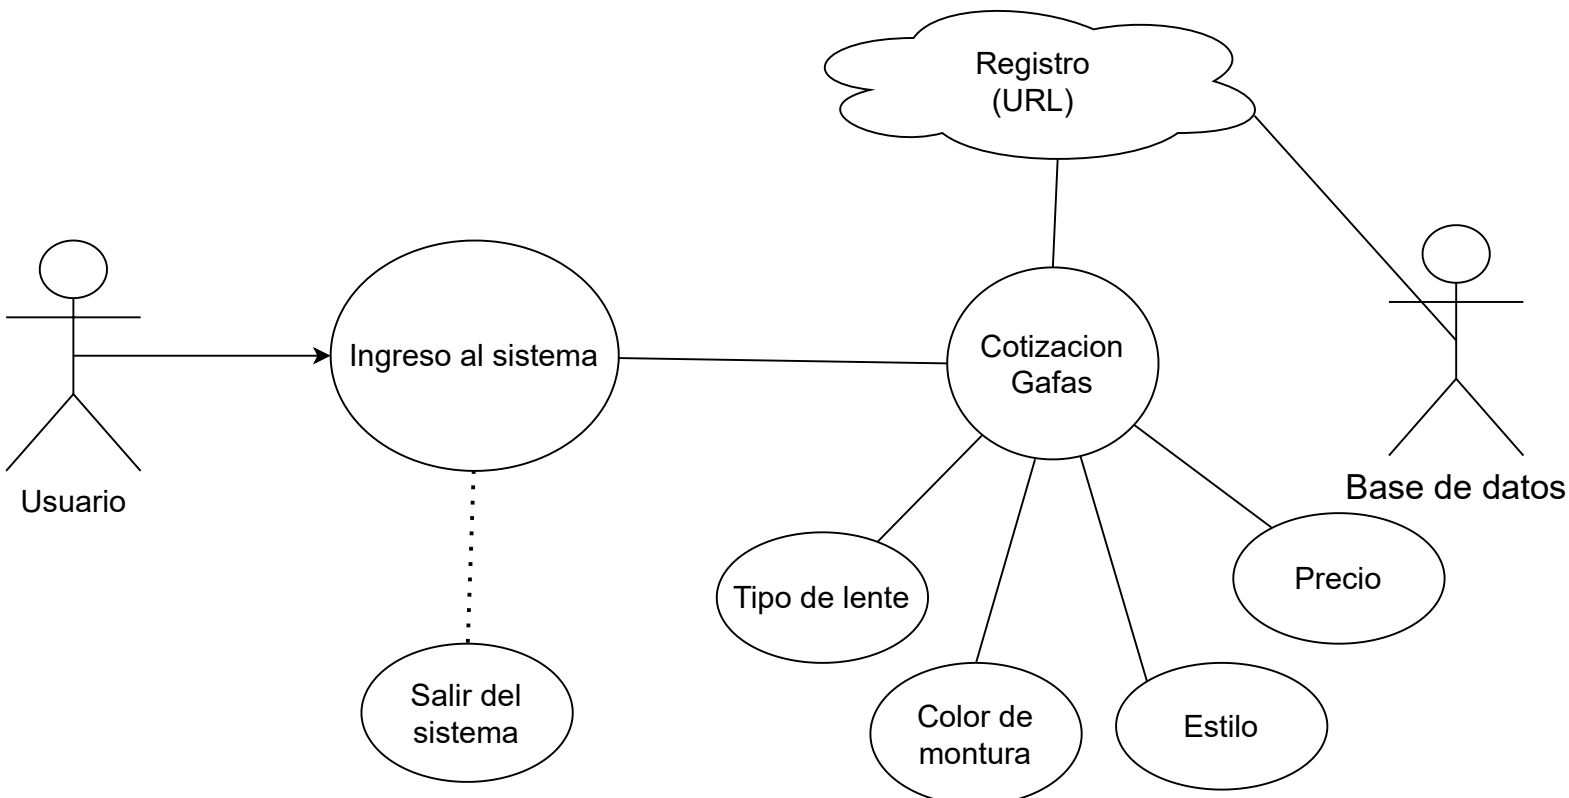 Registro
(URL)
Ingreso al sistema
Cotizacion
Gafas
Usuario
Base de datos
Tipo de lente
Precio
Salir del
sistema
Color de
montura
Estilo